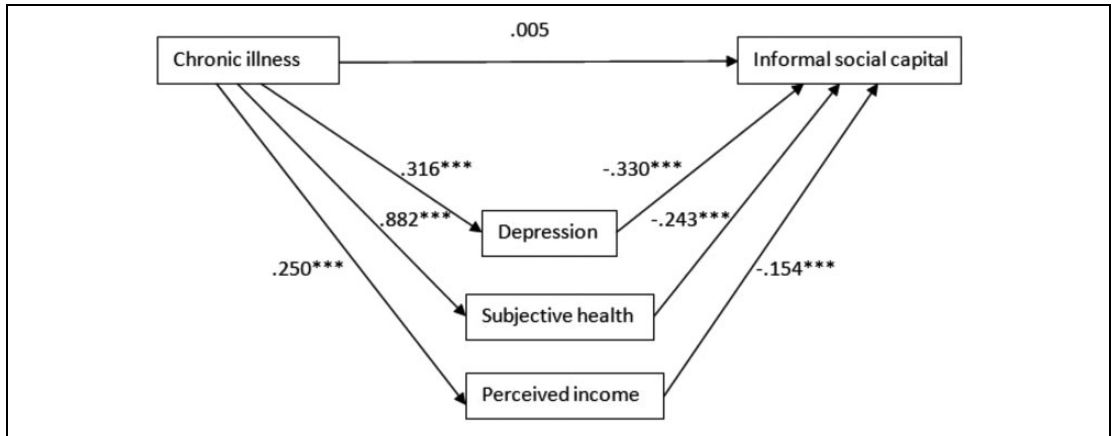 .005
Chronic illness
Informal social capital
.316***
-.330***
.882***
-.243***
Depression
.250***
-.154***
Subjective health
Perceived income